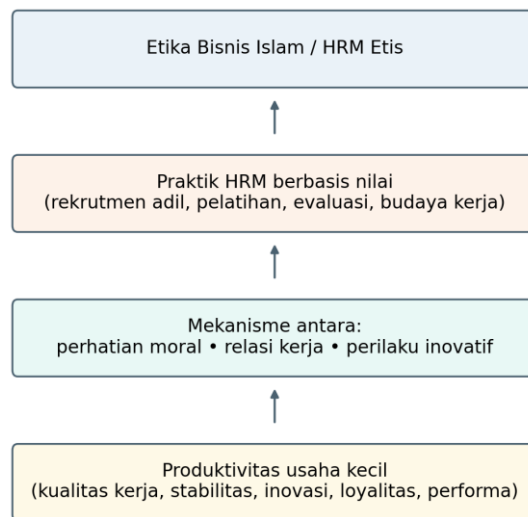 Etika Bisnis Islam / HRM Etis
Praktik HRM berbasis nilai
(rekrutmen adil, pelatihan, evaluasi, budaya kerja)
Mekanisme antara:
perhatian moral • relasi kerja • perilaku inovatif
Produktivitas usaha kecil
(kualitas kerja, stabilitas, inovasi, loyalitas, performa)